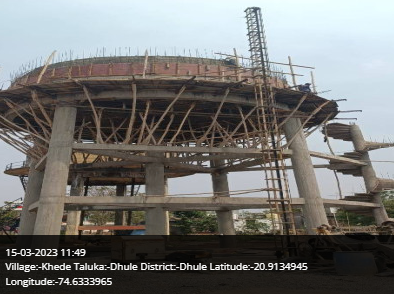 15-03-2023 11:49
Village:-Khede Taluka:-Dhule District:-Dhule Latitude:-20.9134945
Longitude:-74.6333965